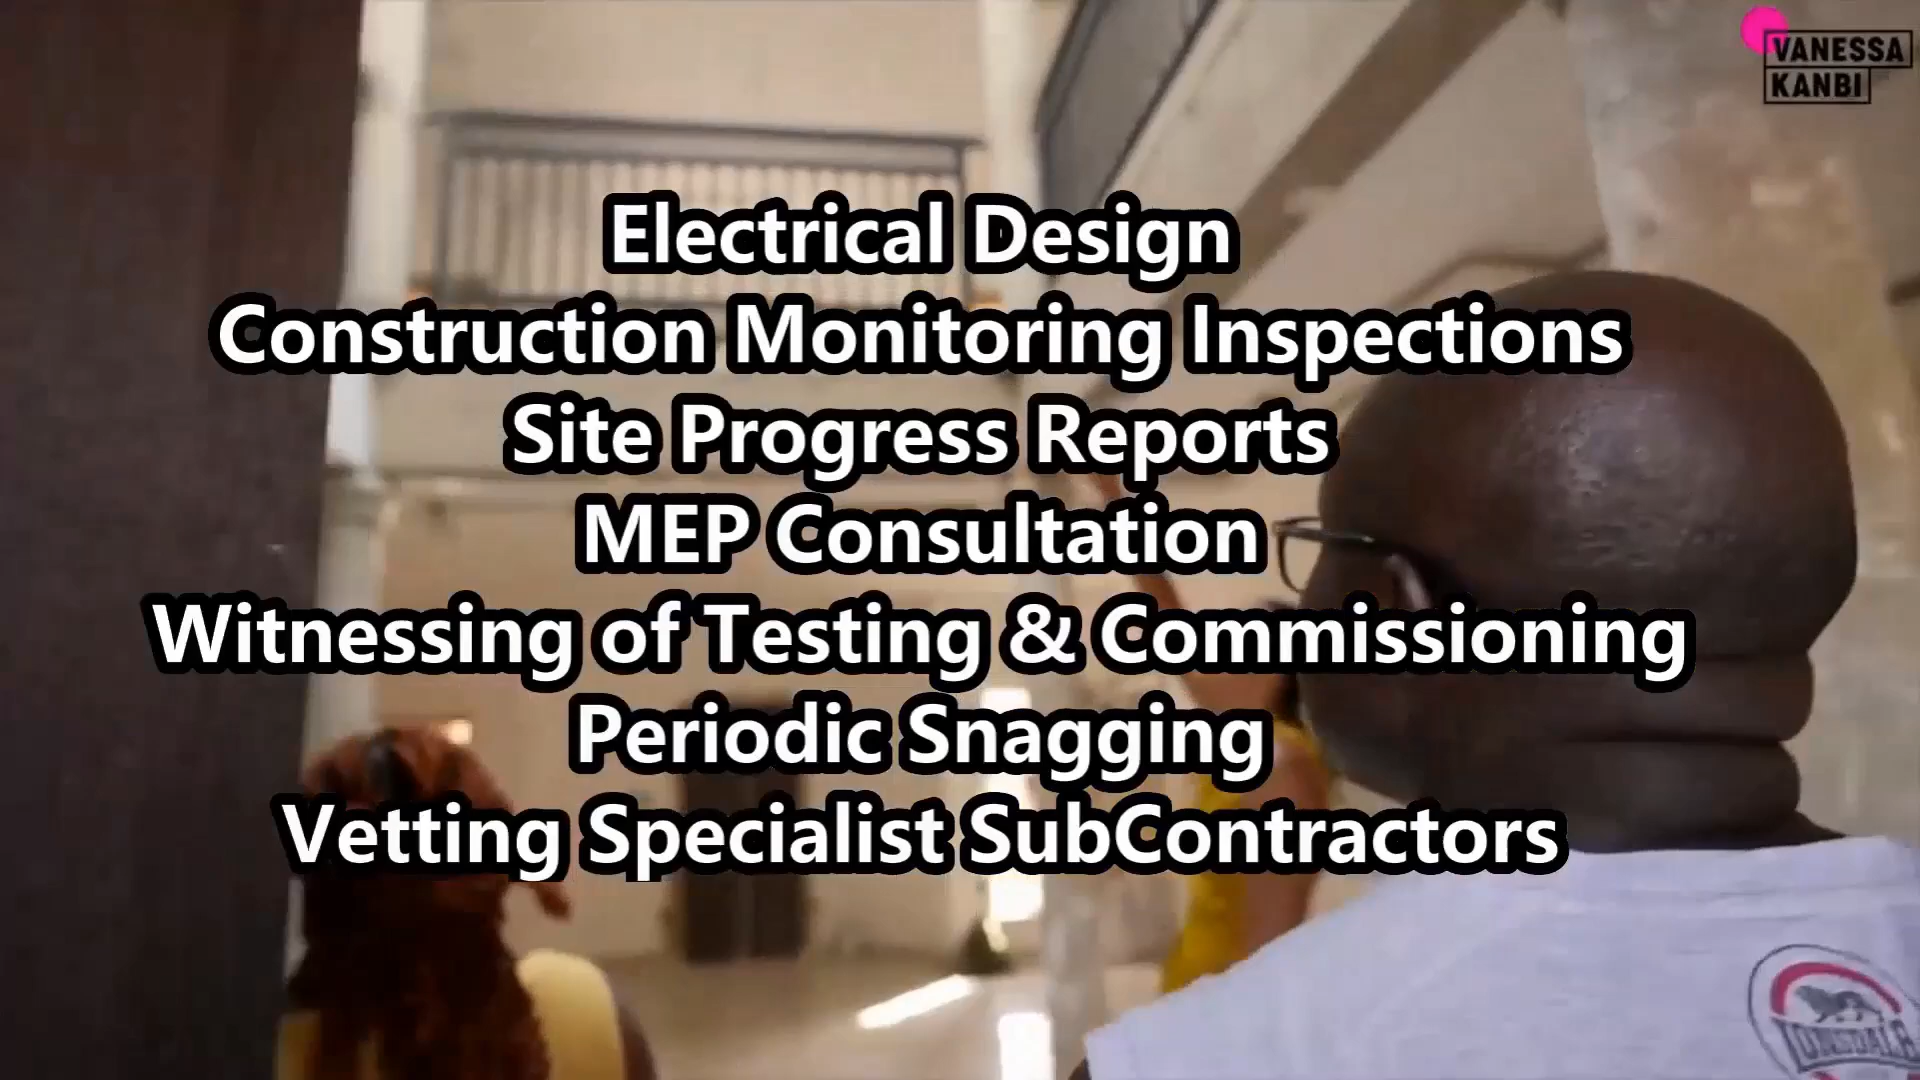 VANESSA
KANBI
Electrical Design
Construction Monitoring Inspections
Site Progress Reports
MEP Consultation
Witnessing of Testing & Commissioning
Periodic Snagging
Vetting Specialist SubContractors
LONSDALE